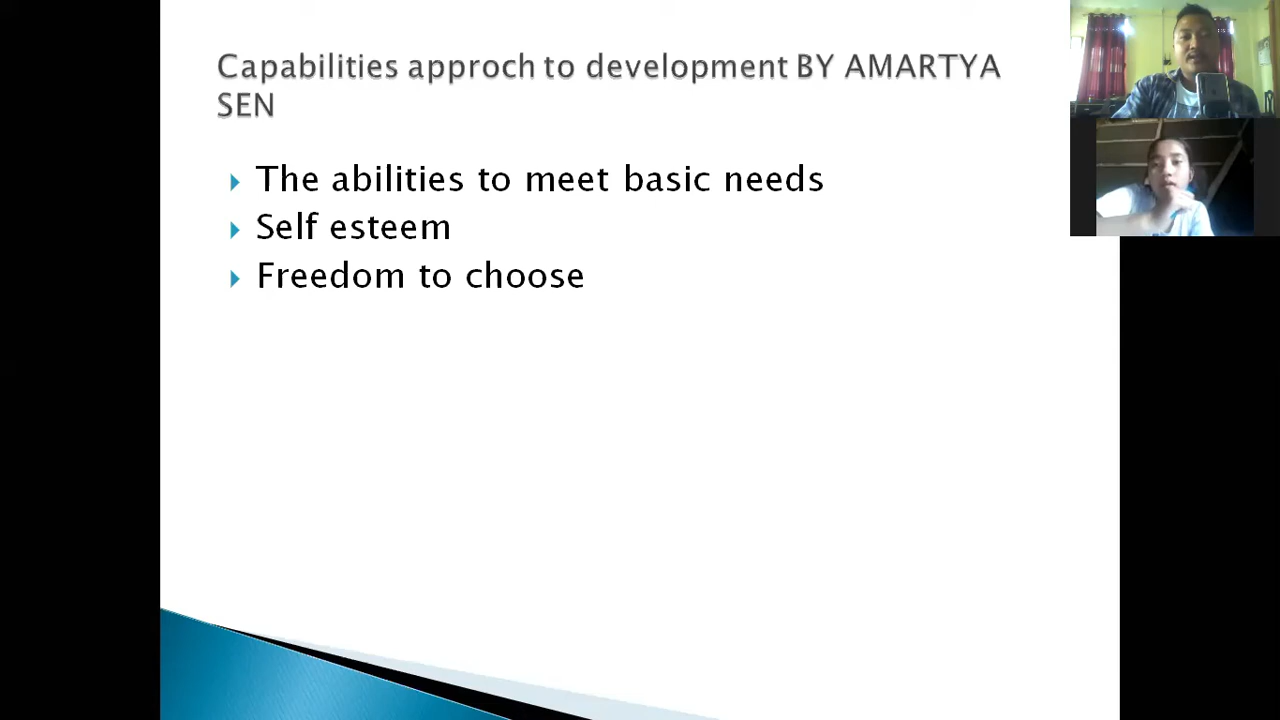 Capabilities approch to development BY AMARTYA
SEN
The abilities to meet basic needs
Self esteem
Freedom to choose